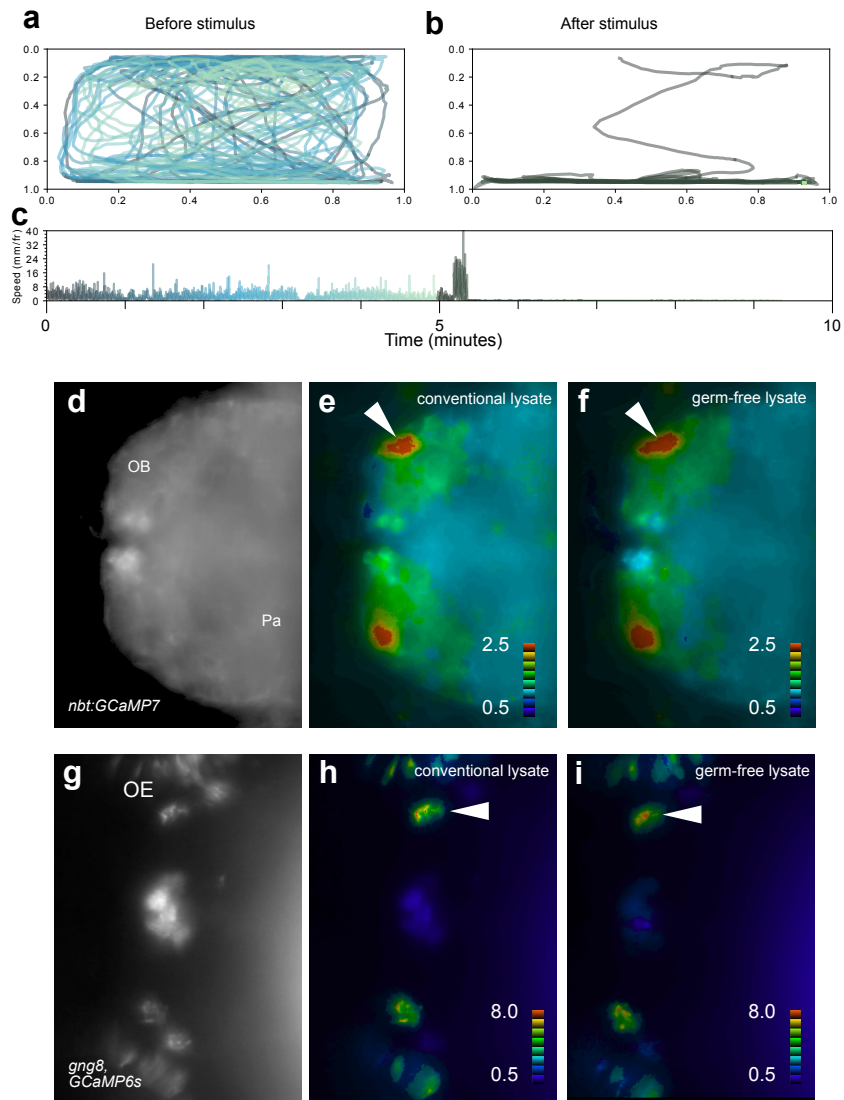 a Before stimulus
b After stimulus
0.0
0.2
0.4
0.6
0.8
1.0
0.0 0.2 0.4 0.6 0.8 1.0
0.0
0.2
0.4
0.6
0.8
1.0
0.0 0.2 0.4 0.6 0.8 1.0
c
Speed (mm/fr)
40
32
24
16
8
0
0 5 10
Time (minutes)
d
OB
Pa
nbt:GCaMP7
e conventional lysate
2.5
0.5
f germ-free lysate
2.5
0.5
g
OE
gng8,
GCaMP6s
h conventional lysate
8.0
0.5
i germ-free lysate
8.0
0.5